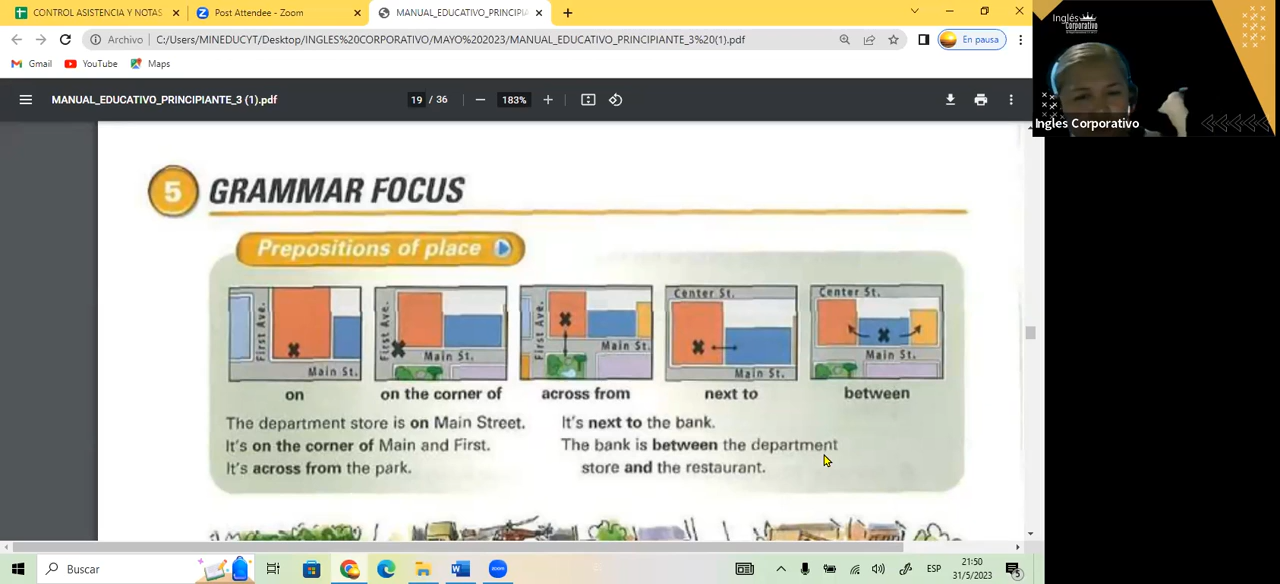 CONTROL ASISTENCIA Y NOTAS
Post Attendee - Zoom
MANUAL_EDUCATIVO_PRINCIPIA
Archivo
C:/Users/MINEDUCYT/Desktop/INGLES%20CORPORATIVO/MAYO%202023/MANUAL_EDUCATIVO_PRINCIPIANTE_3%20(1).pdf
En pausa
Gmail
YouTube
Maps
MANUAL_EDUCATIVO_PRINCIPIANTE_3 (1).pdf
19 / 36
183%
Inglés
Corporativo
Ingles Corporativo
5 GRAMMAR FOCUS
Prepositions of place
First Ave.
Main St.
First Ave.
Main St.
First Ave.
Main St.
Center St.
Main St.
Center St.
Main St.
on
on the corner of
across from
next to
between
The department store is on Main Street.
It's on the corner of Main and First.
It's across from the park.
It's next to the bank.
The bank is between the department
store and the restaurant.
Buscar
ESP
21:50
31/5/2023
5